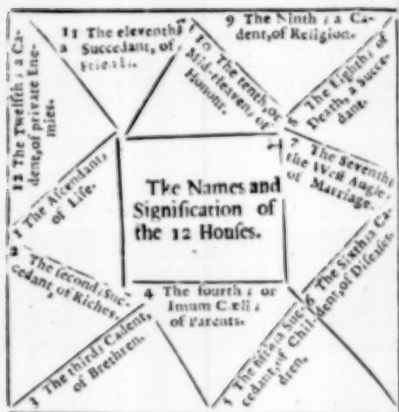 11 The eleventh;
a Succedant, of
Friends.
10 The tenth, or
Mid-Heaven; of
Honour.
9 The Ninth; a Ca-
dent, of Religion.
8 The Eighth; of
Death, a Succe-
dant.
7 The Seventh;
the West Angle;
of Marriage.
12 The Twelfth; a Ca-
dent, of private Ene-
mies.
1 The Ascendant;
of Life.
The Names and
Signification of
the 12 Houſes.
2 The ſecond; Suc-
cedant, of Riches.
3 The third; Cadent,
of Brethren.
4 The fourth; or
Imum Cæli;
of Parents.
5 The fifth; a Suc-
cedant, of Chil-
dren.
6 The Sixth; a Ca-
dent, of Diſeaſes.